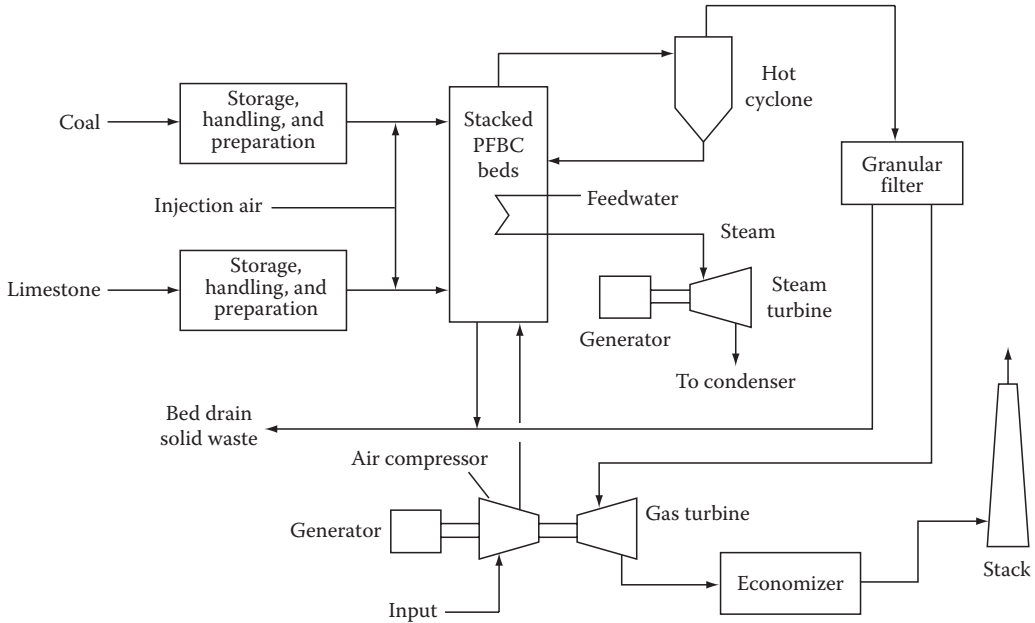 Coal
Storage,
handling, and
preparation
Stacked
PFBC
beds
Hot
cyclone
Granular
filter
Injection air
Feedwater
Limestone
Storage,
handling, and
preparation
Steam
Steam
turbine
Generator
To condenser
Bed drain
solid waste
Air compressor
Generator
Gas turbine
Input
Economizer
Stack